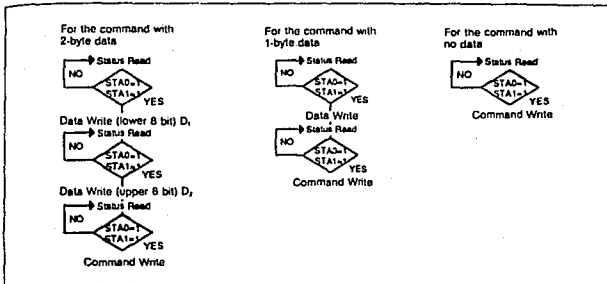 For the command with
2-byte data
Status Read
NO
STA0=1
STA1=1
YES
Data Write (lower 8 bit) D₁
Status Read
NO
STA0=1
STA1=1
YES
Data Write (upper 8 bit) D₂
Status Read
NO
STA0=1
STA1=1
YES
Command Write
For the command with
1-byte data
Status Read
NO
STA0=1
STA1=1
YES
Data Write
Status Read
NO
STA0=1
STA1=1
YES
Command Write
For the command with
no data
Status Read
NO
STA0=1
STA1=1
YES
Command Write